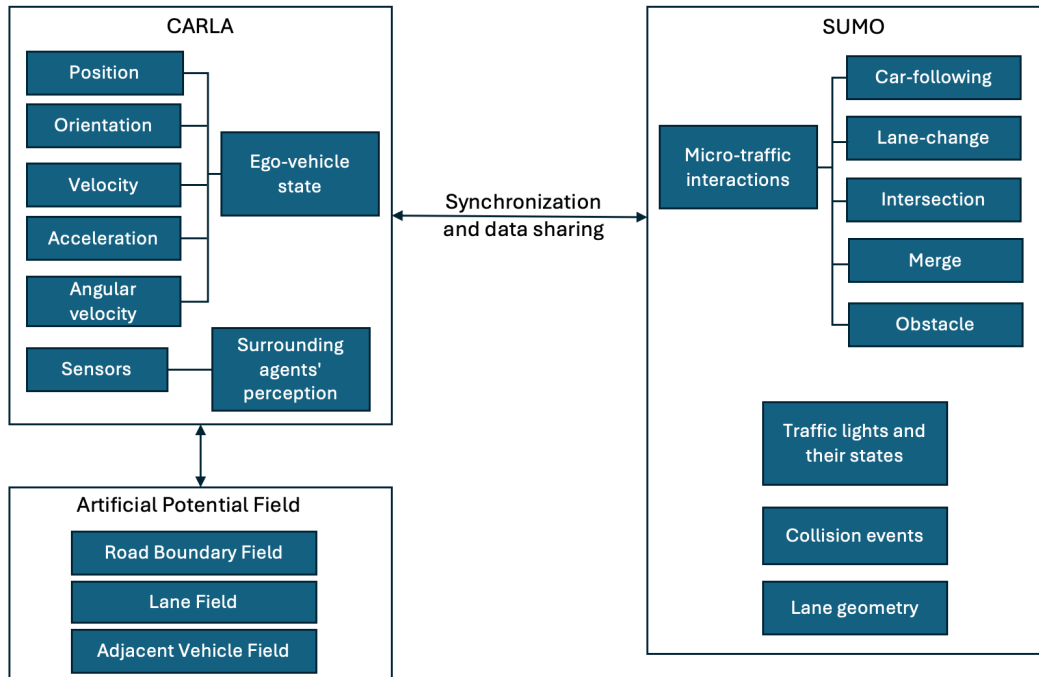 CARLA
Position
Orientation
Velocity
Acceleration
Angular
velocity
Ego-vehicle
state
Sensors
Surrounding
agents'
perception
Synchronization
and data sharing
SUMO
Micro-traffic
interactions
Car-following
Lane-change
Intersection
Merge
Obstacle
Traffic lights and
their states
Collision events
Lane geometry
Artificial Potential Field
Road Boundary Field
Lane Field
Adjacent Vehicle Field